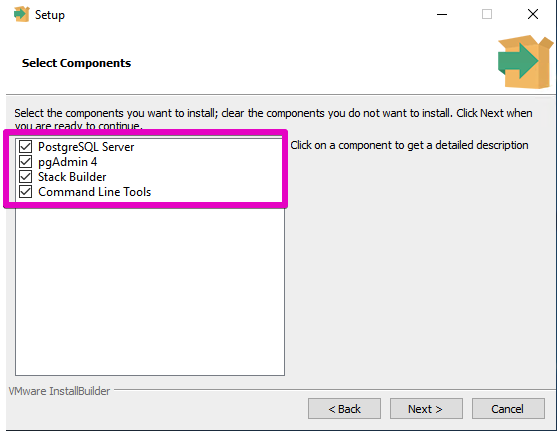 Setup
Select Components
Select the components you want to install; clear the components you do not want to install. Click Next when
you are ready to continue.
PostgreSQL Server
pgAdmin 4
Stack Builder
Command Line Tools
Click on a component to get a detailed description
VMware InstallBuilder
< Back
Next >
Cancel